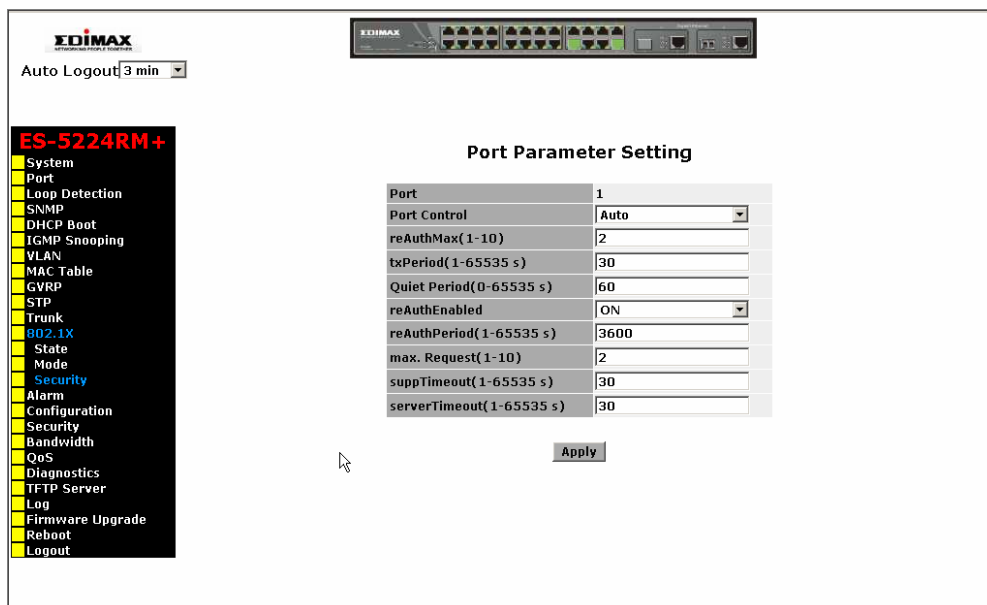 EDIMAX
NETWORKING PEOPLE TOGETHER
EDIMAX
Auto Logout 3 min
ES-5224RM+
System
Port
Loop Detection
SNMP
DHCP Boot
IGMP Snooping
VLAN
MAC Table
GVRP
STP
Trunk
802.1X
State
Mode
Security
Alarm
Configuration
Security
Bandwidth
QoS
Diagnostics
TFTP Server
Log
Firmware Upgrade
Reboot
Logout
Port Parameter Setting
Port 1
Port Control Auto
reAuthMax(1-10) 2
txPeriod(1-65535 s) 30
Quiet Period(0-65535 s) 60
reAuthEnabled ON
reAuthPeriod(1-65535 s) 3600
max. Request(1-10) 2
suppTimeout(1-65535 s) 30
serverTimeout(1-65535 s) 30
Apply